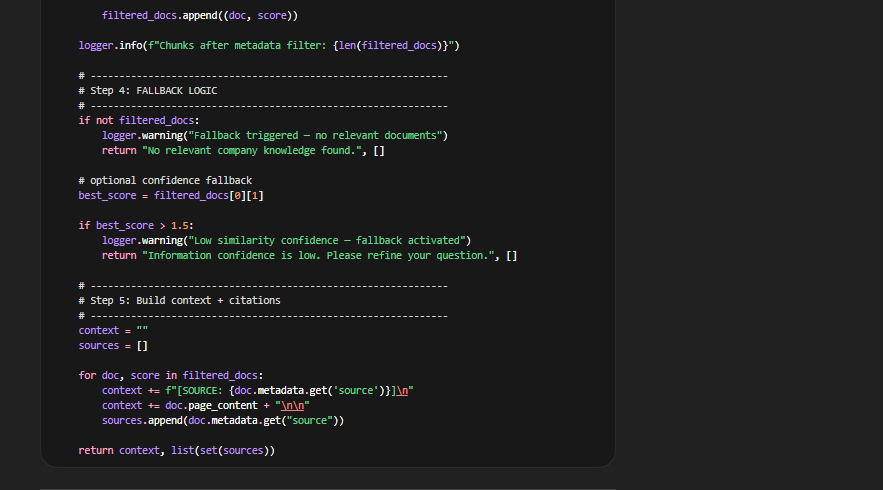 filtered_docs.append((doc, score))
logger.info(f"Chunks after metadata filter: {len(filtered_docs)}")
# --------------------------------------------------------------
# Step 4: FALLBACK LOGIC
# --------------------------------------------------------------
if not filtered_docs:
logger.warning("Fallback triggered — no relevant documents")
return "No relevant company knowledge found.", []
# optional confidence fallback
best_score = filtered_docs[0][1]
if best_score > 1.5:
logger.warning("Low similarity confidence — fallback activated")
return "Information confidence is low. Please refine your question.", []
# --------------------------------------------------------------
# Step 5: Build context + citations
# --------------------------------------------------------------
context = ""
sources = []
for doc, score in filtered_docs:
context += f"[SOURCE: {doc.metadata.get('source')}]\n"
context += doc.page_content + "\n\n"
sources.append(doc.metadata.get("source"))
return context, list(set(sources))